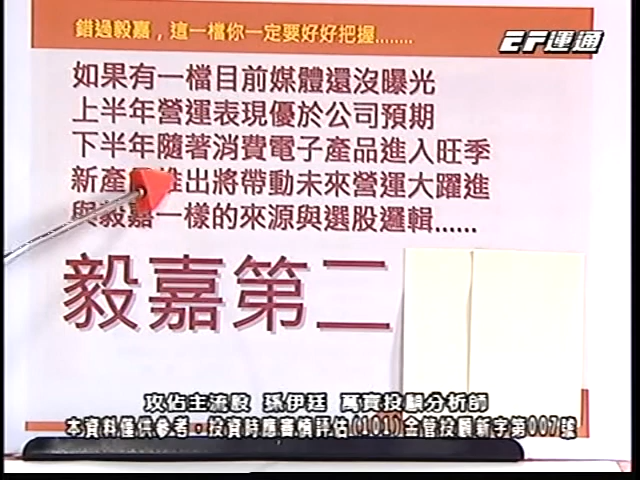 錯過毅嘉，這一檔你一定要好好把握........
EF運通
如果有一檔目前媒體還沒曝光
上半年營運表現優於公司預期
下半年隨著消費電子產品進入旺季
新產推出將帶動未來營運大躍進
與毅嘉一樣的來源與選股邏輯......
毅嘉第二
攻佔主流股 孫伊廷 萬寶投顧分析師
本資料僅供參考，投資時應審慎評估(101)金管投顧新字第007號